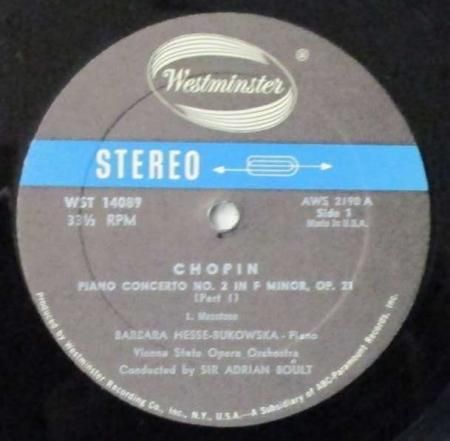 Westminster ®
STEREO
WST 14089
33⅓ RPM
AWS 2190 A
Side 1
Made in U.S.A.
CHOPIN
PIANO CONCERTO NO. 2 IN F MINOR, OP. 21
(Part I)
1. Maestoso
BARBARA HESSE-BUKOWSKA - Piano
Vienna State Opera Orchestra
Conducted by SIR ADRIAN BOULT
Produced by Westminster Recording Co., Inc., N.Y., U.S.A.—A Subsidiary of ABC-Paramount Records, Inc.